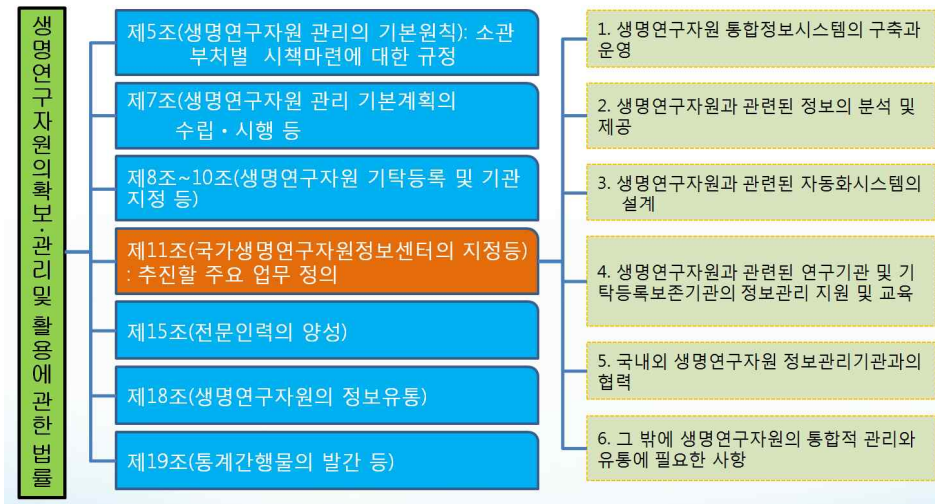 생명연구자원의확보·관리및 활용에관한법률
제5조(생명연구자원 관리의 기본원칙): 소관
부처별 시책마련에 대한 규정
제7조(생명연구자원 관리 기본계획의
수립·시행 등
제8조~10조(생명연구자원 기탁등록 및 기관
지정 등)
제11조(국가생명연구자원정보센터의 지정등)
: 추진할 주요 업무 정의
제15조(전문인력의 양성)
제18조(생명연구자원의 정보유통)
제19조(통계간행물의 발간 등)
1. 생명연구자원 통합정보시스템의 구축과
운영
2. 생명연구자원과 관련된 정보의 분석 및
제공
3. 생명연구자원과 관련된 자동화시스템의
설계
4. 생명연구자원과 관련된 연구기관 및 기
탁등록보존기관의 정보관리 지원 및 교육
5. 국내외 생명연구자원 정보관리기관과의
협력
6. 그 밖에 생명연구자원의 통합적 관리와
유통에 필요한 사항